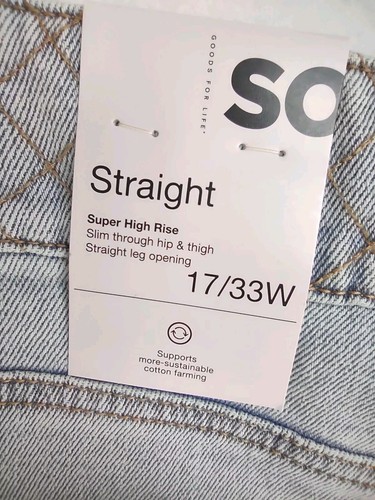 GOODS FOR LIFE
SO
Straight
Super High Rise
Slim through hip & thigh
Straight leg opening
17/33W
Supports
more-sustainable
cotton farming